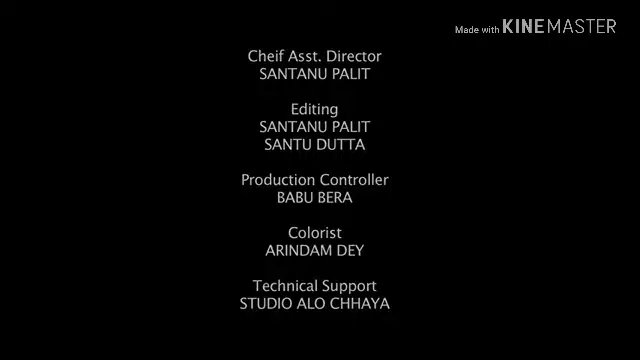 Made with KINEMASTER
Cheif Asst. Director
SANTANU PALIT
Editing
SANTANU PALIT
SANTU DUTTA
Production Controller
BABU BERA
Colorist
ARINDAM DEY
Technical Support
STUDIO ALO CHHAYA